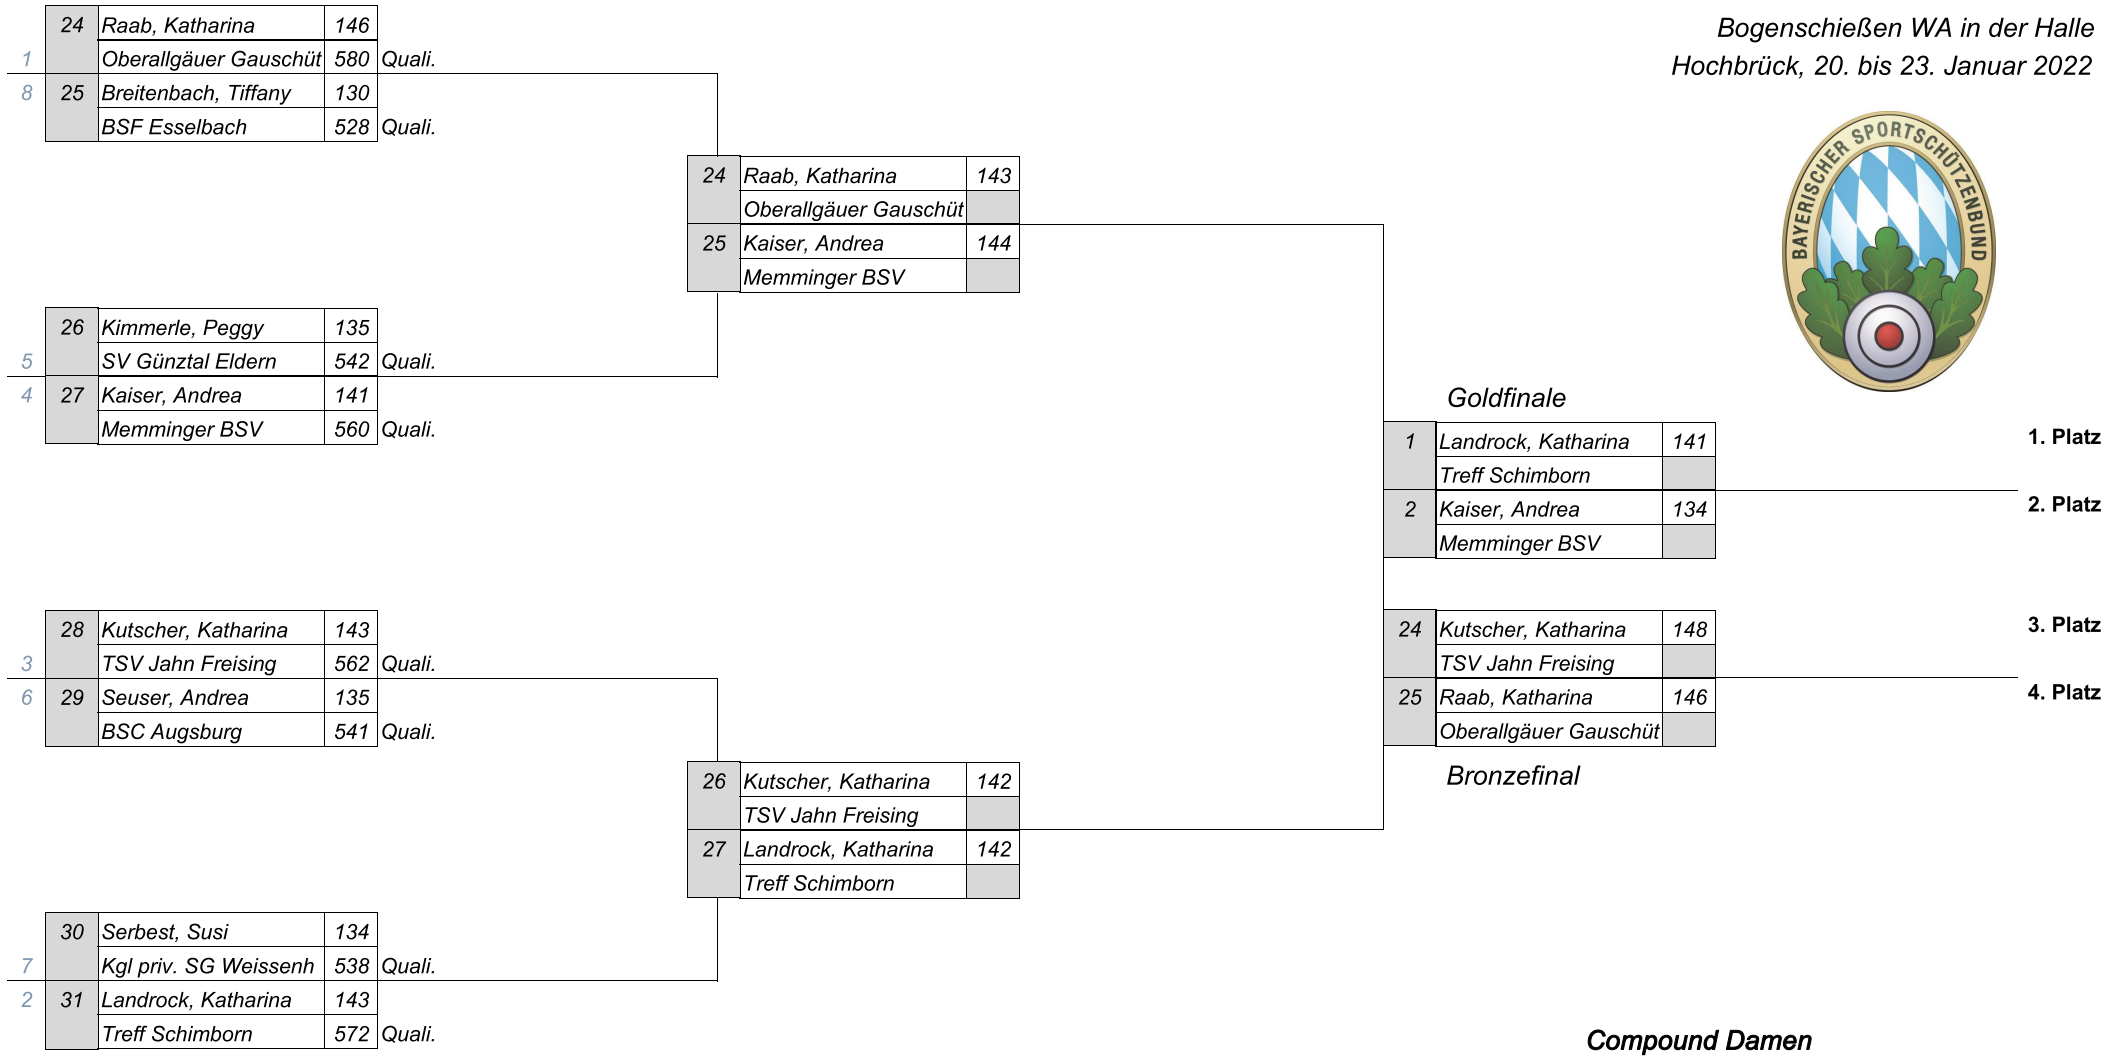 Bogenschießen WA in der Halle
Hochbrück, 20. bis 23. Januar 2022
BAYERISCHER SPORTSCHÜTZENBUND
24 Raab, Katharina 146
1 Oberallgäuer Gauschüt 580 Quali.
8 25 Breitenbach, Tiffany 130
BSF Esselbach 528 Quali.
24 Raab, Katharina 143
Oberallgäuer Gauschüt
25 Kaiser, Andrea 144
Memminger BSV
26 Kimmerle, Peggy 135
5 SV Günztal Eldern 542 Quali.
4 27 Kaiser, Andrea 141
Memminger BSV 560 Quali.
Goldfinale
1 Landrock, Katharina 141 1. Platz
Treff Schimborn
2 Kaiser, Andrea 134 2. Platz
Memminger BSV
28 Kutscher, Katharina 143
3 TSV Jahn Freising 562 Quali.
6 29 Seuser, Andrea 135
BSC Augsburg 541 Quali.
24 Kutscher, Katharina 148 3. Platz
TSV Jahn Freising
25 Raab, Katharina 146 4. Platz
Oberallgäuer Gauschüt
Bronzefinal
26 Kutscher, Katharina 142
TSV Jahn Freising
27 Landrock, Katharina 142
Treff Schimborn
30 Serbest, Susi 134
7 Kgl priv. SG Weissenh 538 Quali.
2 31 Landrock, Katharina 143
Treff Schimborn 572 Quali.
Compound Damen